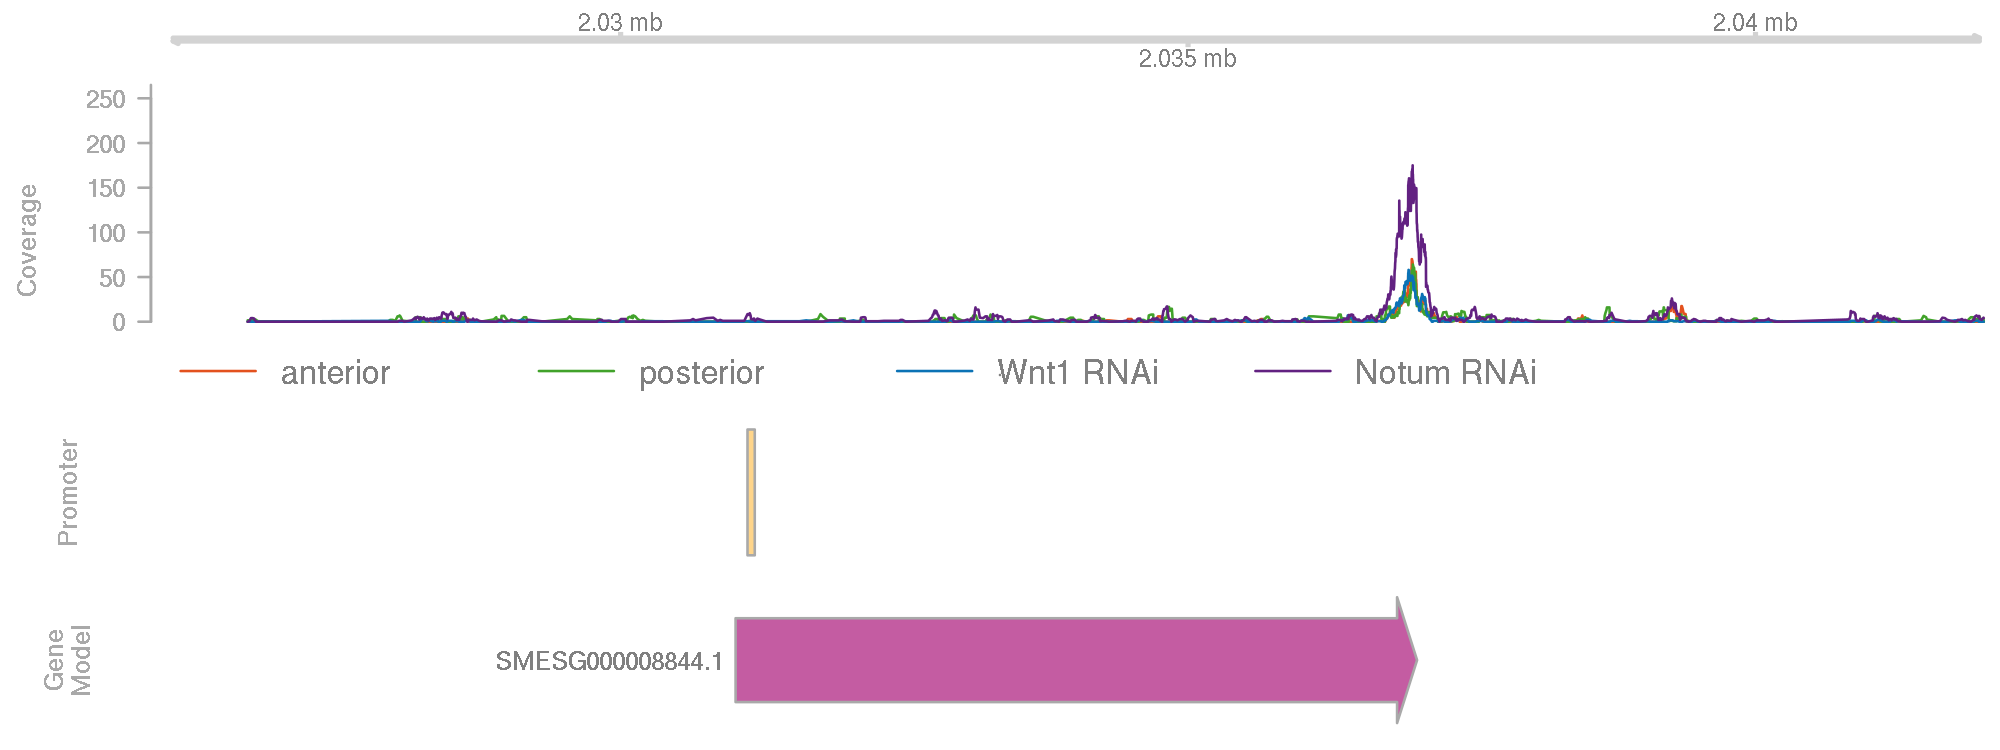 2.03 mb
2.04 mb
2.035 mb
250
200
150
100
50
0
Coverage
anterior
posterior
Wnt1 RNAi
Notum RNAi
Promoter
Gene
Model
SMESG000008844.1